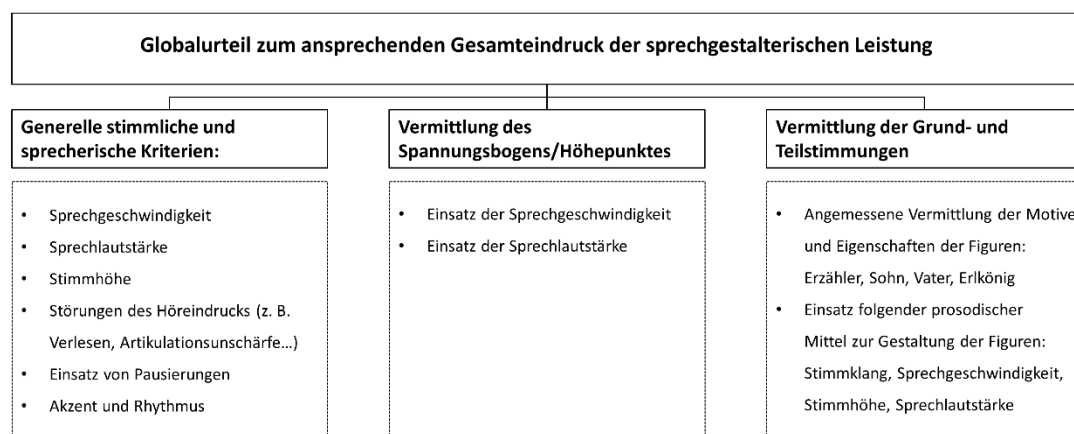 Globalurteil zum ansprechenden Gesamteindruck der sprechgestalterischen Leistung
Generelle stimmliche und
sprecherische Kriterien:
• Sprechgeschwindigkeit
• Sprechlautstärke
• Stimmhöhe
• Störungen des Höreindrucks (z. B.
Verlesen, Artikulationsunschärfe...)
• Einsatz von Pausierungen
• Akzent und Rhythmus
Vermittlung des
Spannungsbogens/Höhepunktes
• Einsatz der Sprechgeschwindigkeit
• Einsatz der Sprechlautstärke
Vermittlung der Grund- und
Teilstimmungen
• Angemessene Vermittlung der Motive
und Eigenschaften der Figuren:
Erzähler, Sohn, Vater, Erlkönig
• Einsatz folgender prosodischer
Mittel zur Gestaltung der Figuren:
Stimmklang, Sprechgeschwindigkeit,
Stimmhöhe, Sprechlautstärke